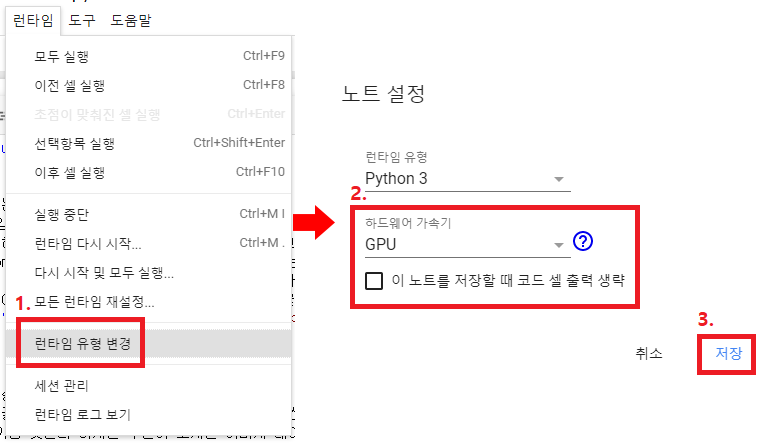 런타임 도구 도움말
모두 실행 Ctrl+F9
이전 셀 실행 Ctrl+F8
초점이 맞춰진 셀 실행 Ctrl+Enter
선택항목 실행 Ctrl+Shift+Enter
이후 셀 실행 Ctrl+F10
실행 중단 Ctrl+M I
런타임 다시 시작... Ctrl+M .
다시 시작 및 모두 실행...
모든 런타임 재설정...
1.
런타임 유형 변경
세션 관리
런타임 로그 보기
노트 설정
런타임 유형
Python 3
2.
하드웨어 가속기
GPU
?
이 노트를 저장할 때 코드 셀 출력 생략
3.
취소 저장